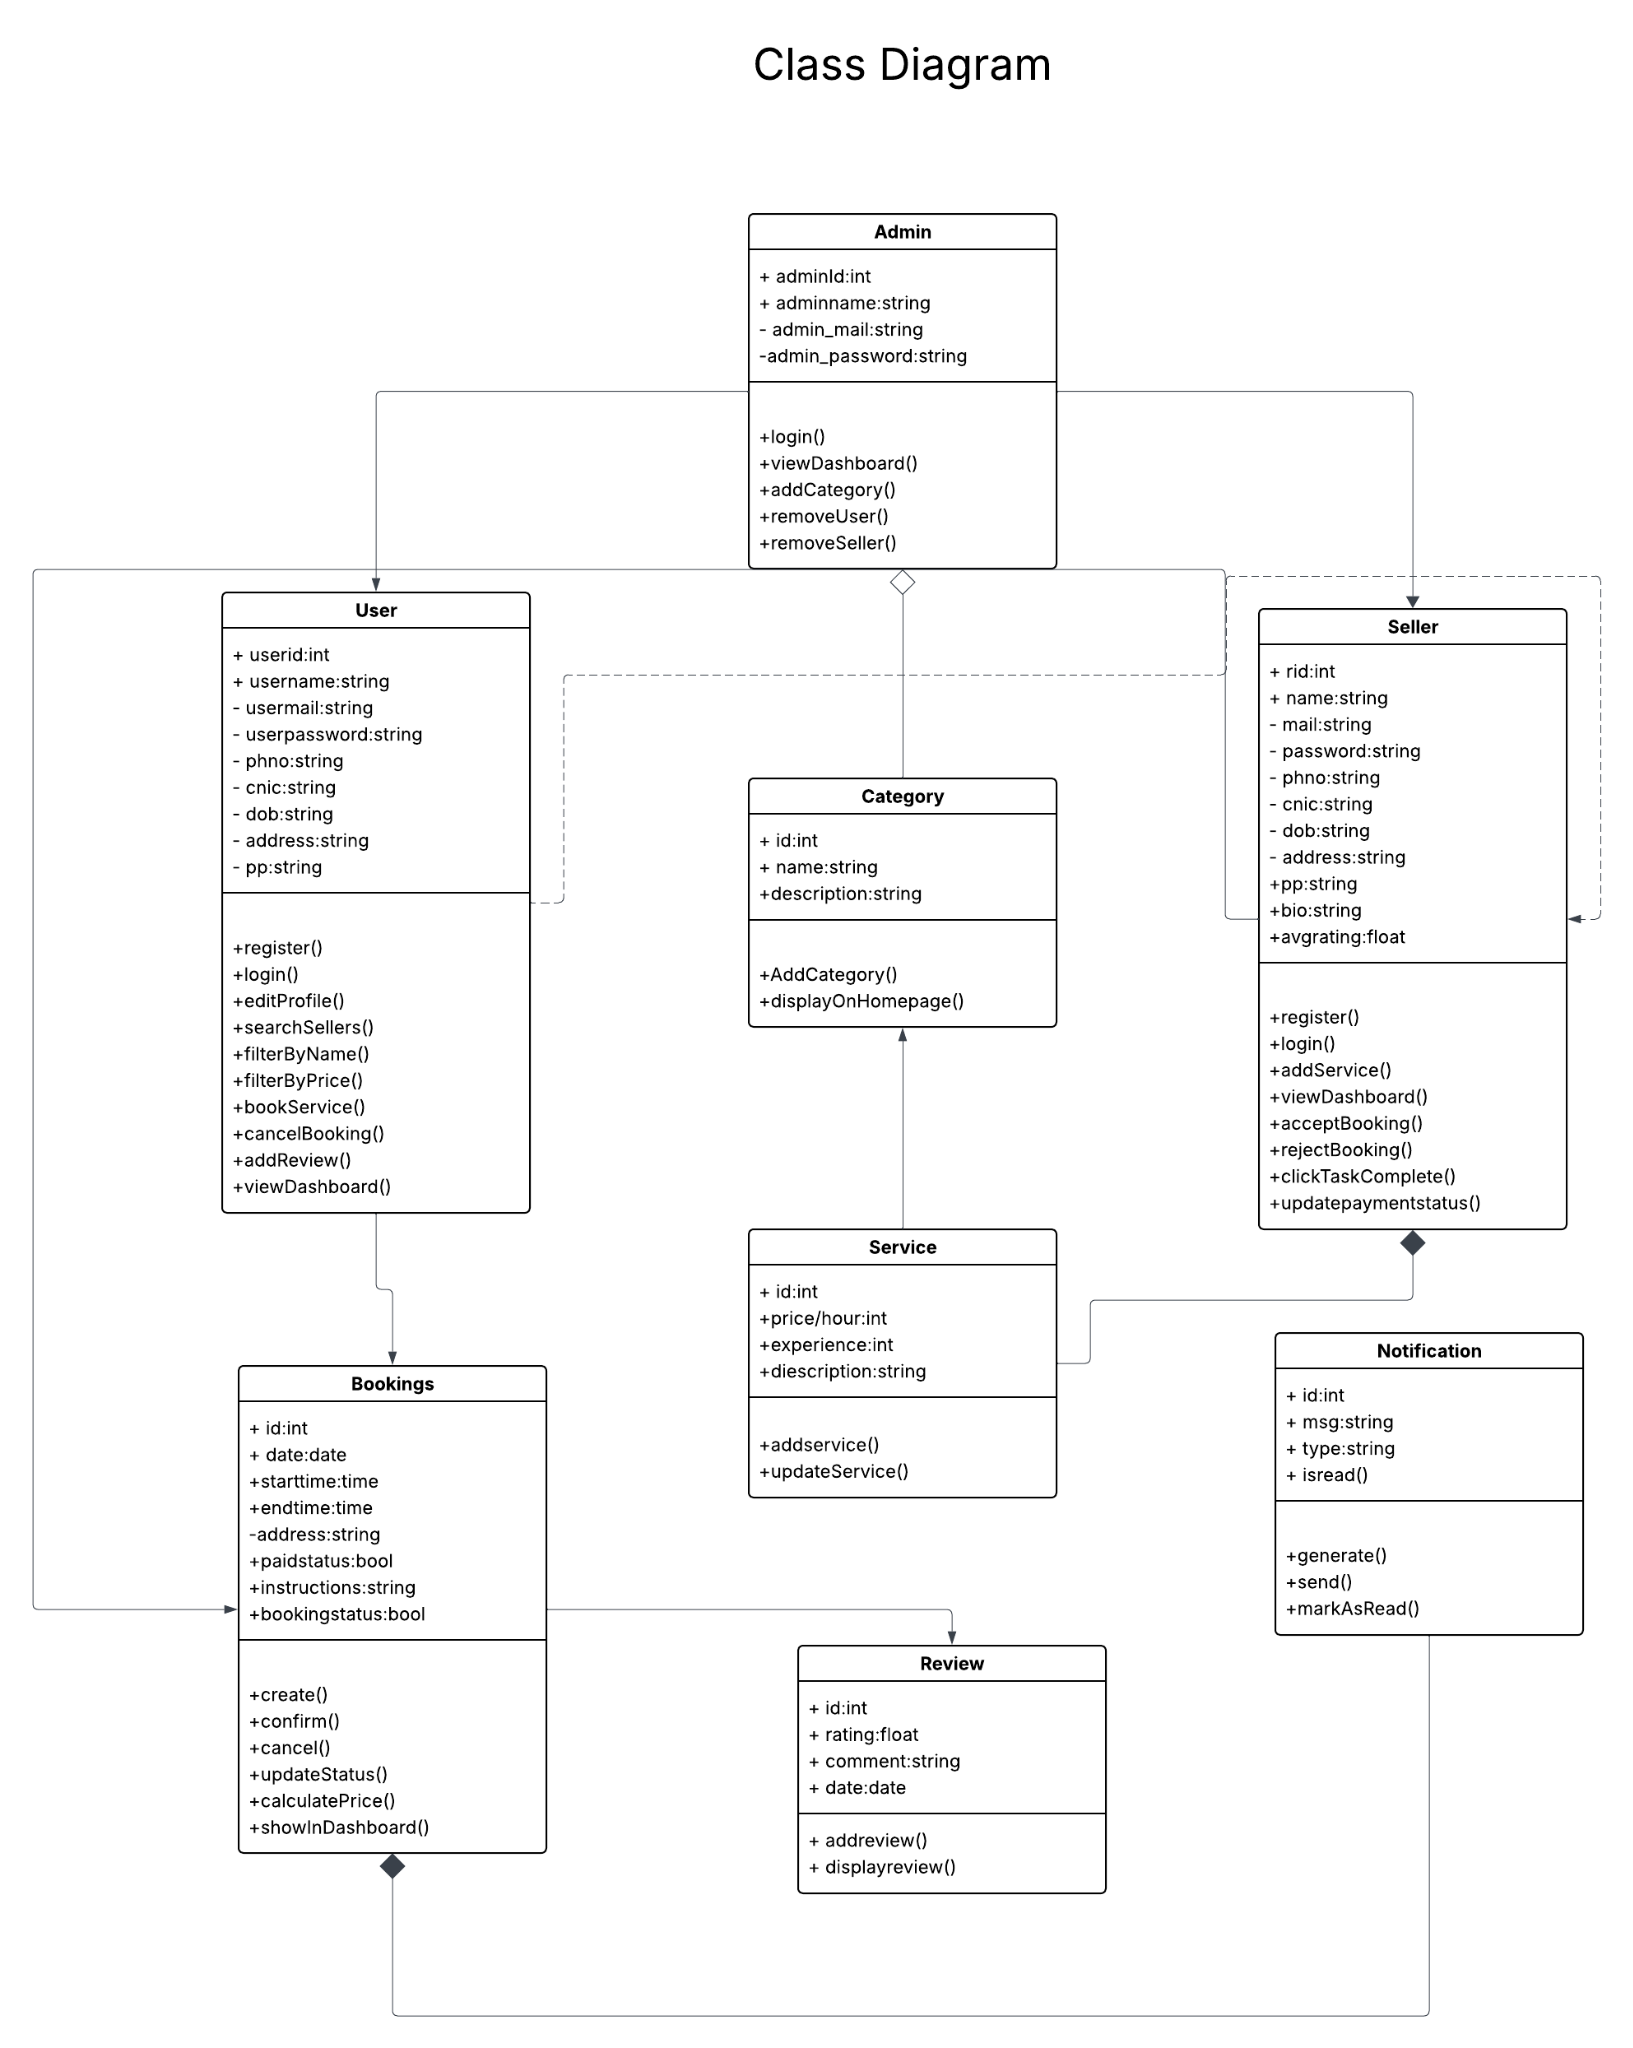 Class Diagram
Admin
+ adminId:int
+ adminname:string
- admin_mail:string
-admin_password:string
+login()
+viewDashboard()
+addCategory()
+removeUser()
+removeSeller()
User
+ userid:int
+ username:string
- usermail:string
- userpassword:string
- phno:string
- cnic:string
- dob:string
- address:string
- pp:string
+register()
+login()
+editProfile()
+searchSellers()
+filterByName()
+filterByPrice()
+bookService()
+cancelBooking()
+addReview()
+viewDashboard()
Category
+ id:int
+ name:string
+description:string
+AddCategory()
+displayOnHomepage()
Seller
+ rid:int
+ name:string
- mail:string
- password:string
- phno:string
- cnic:string
- dob:string
- address:string
+pp:string
+bio:string
+avgrating:float
+register()
+login()
+addService()
+viewDashboard()
+acceptBooking()
+rejectBooking()
+clickTaskComplete()
+updatepaymentstatus()
Service
+ id:int
+price/hour:int
+experience:int
+diescription:string
+addservice()
+updateService()
Notification
+ id:int
+ msg:string
+ type:string
+ isread()
+generate()
+send()
+markAsRead()
Bookings
+ id:int
+ date:date
+starttime:time
+endtime:time
-address:string
+paidstatus:bool
+instructions:string
+bookingstatus:bool
+create()
+confirm()
+cancel()
+updateStatus()
+calculatePrice()
+showInDashboard()
Review
+ id:int
+ rating:float
+ comment:string
+ date:date
+ addreview()
+ displayreview()